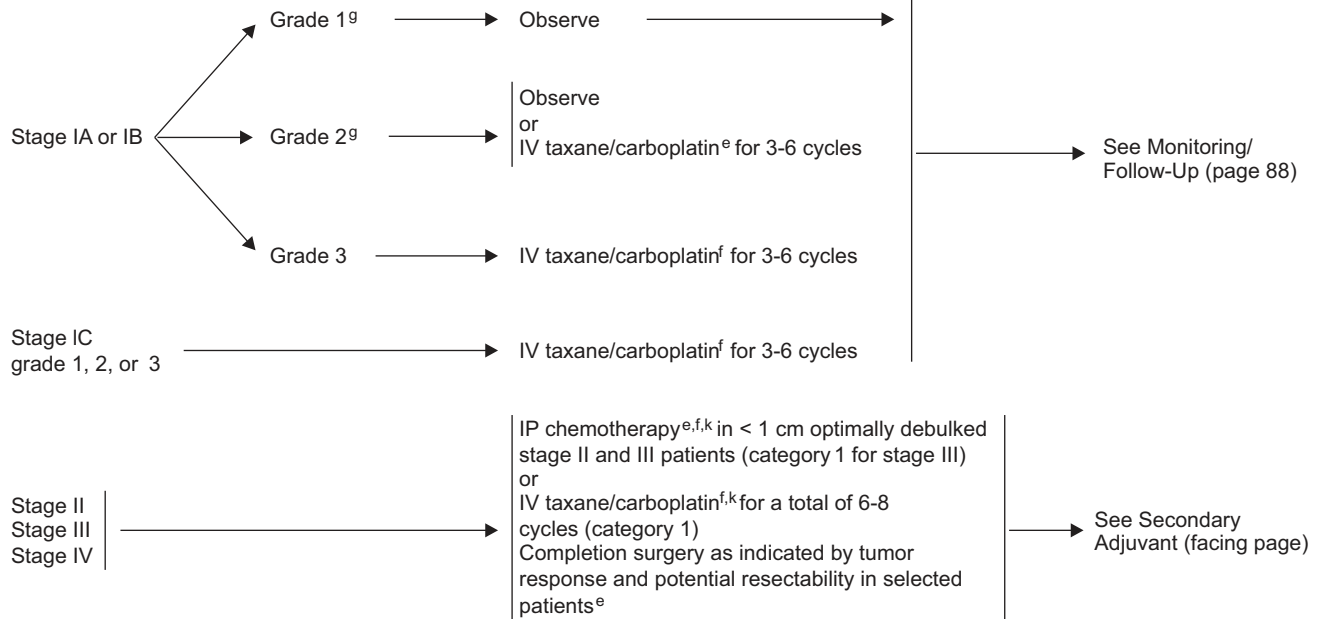 Grade 1g
Observe
Stage IA or IB
Grade 2g
Observe
or
IV taxane/carboplatine for 3-6 cycles
See Monitoring/
Follow-Up (page 88)
Grade 3
IV taxane/carboplatinf for 3-6 cycles
Stage IC
grade 1, 2, or 3
IV taxane/carboplatinf for 3-6 cycles
Stage II
Stage III
Stage IV
IP chemotherapye,f,k in < 1 cm optimally debulked
stage II and III patients (category 1 for stage III)
or
IV taxane/carboplatinf,k for a total of 6-8
cycles (category 1)
Completion surgery as indicated by tumor
response and potential resectability in selected
patientse
See Secondary
Adjuvant (facing page)